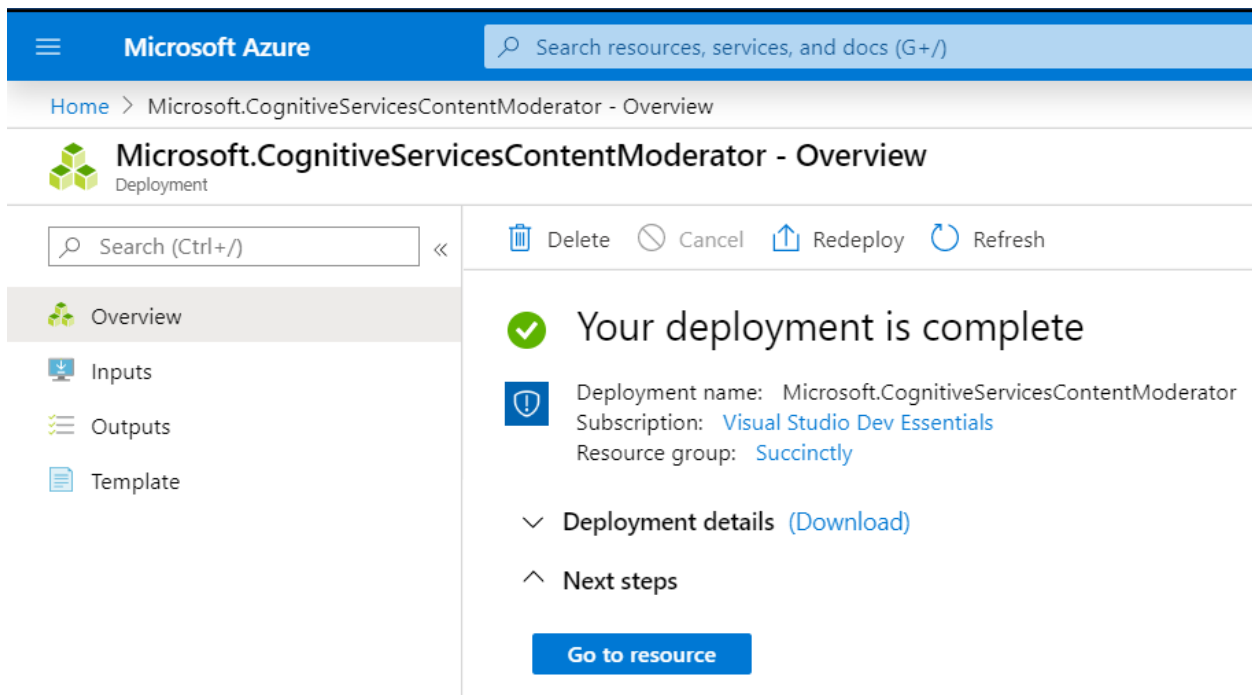 Microsoft Azure
Search resources, services, and docs (G+/)
Home > Microsoft.CognitiveServicesContentModerator - Overview
Microsoft.CognitiveServicesContentModerator - Overview
Deployment
Search (Ctrl+/)
«
Delete Cancel Redeploy Refresh
Overview
Inputs
Outputs
Template
Your deployment is complete
Deployment name: Microsoft.CognitiveServicesContentModerator
Subscription: Visual Studio Dev Essentials
Resource group: Succinctly
Deployment details (Download)
Next steps
Go to resource